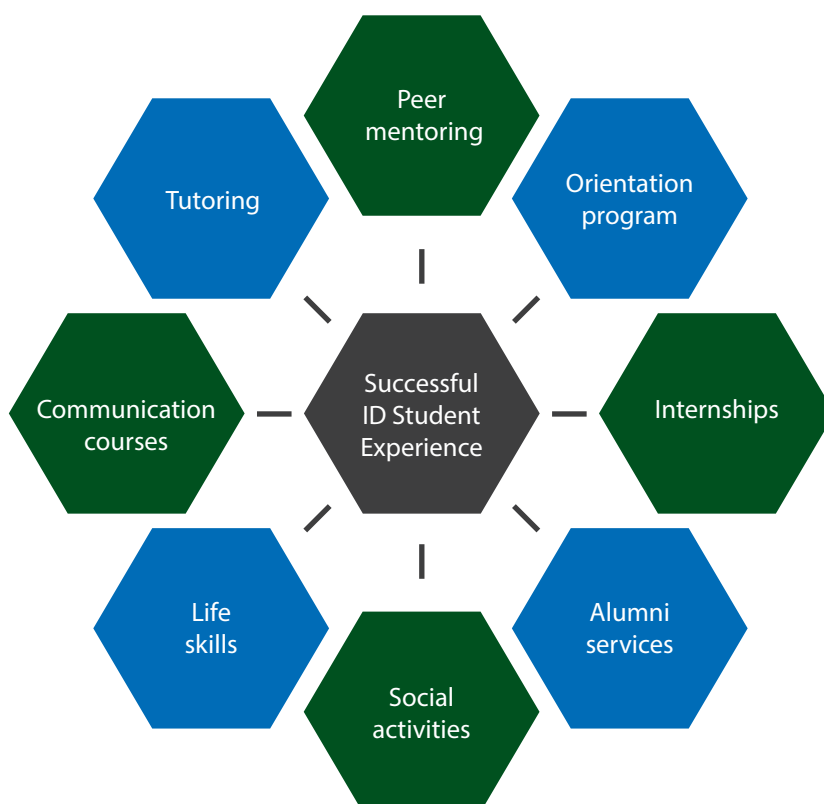 Peer
mentoring
Orientation
program
Tutoring
Communication
courses
Successful
ID Student
Experience
Internships
Life
skills
Alumni
services
Social
activities